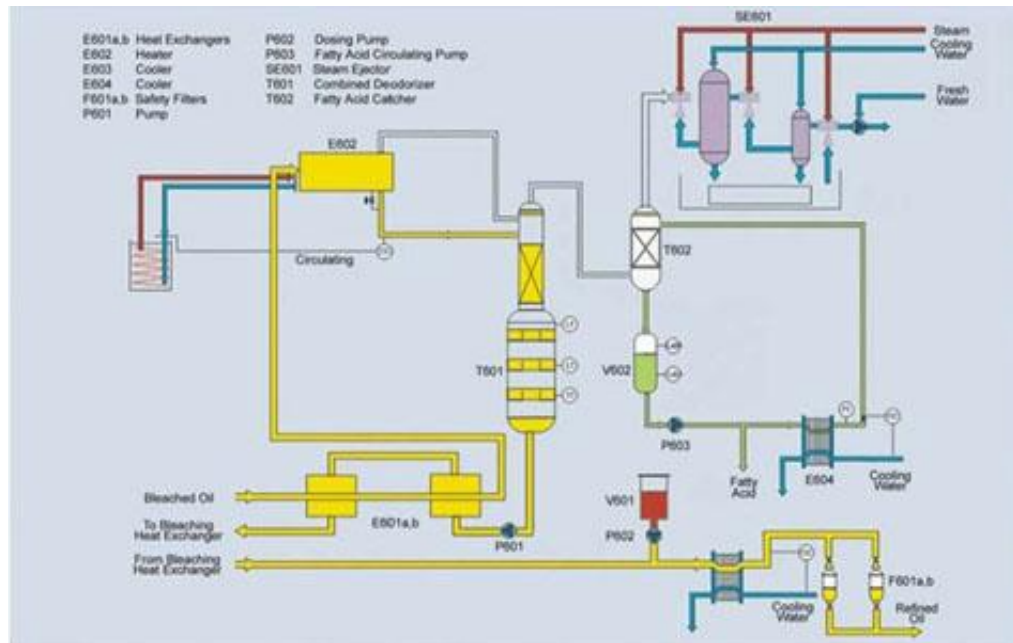 E601a,b Heat Exchangers
E602 Heater
E603 Cooler
E604 Cooler
F601a,b Safety Filters
P601 Pump
P602 Dosing Pump
P603 Fatty Acid Circulating Pump
SE601 Steam Ejector
T601 Combined Deodorizer
T602 Fatty Acid Catcher
SE601
Steam
Cooling
Water
Fresh
Water
E602
T602
Circulating
T601
V602
P603
Fatty
Acid
E604
Cooling
Water
Bleached Oil
E601a,b
To Bleaching
Heat Exchanger
P601
From Bleaching
Heat Exchanger
V601
P602
Cooling
Water
F601a,b
Refined
Oil